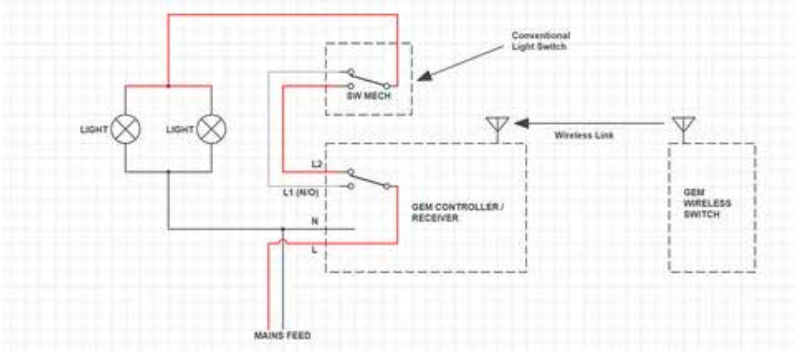 Conventional
Light Switch
SW MECH
LIGHT
LIGHT
Wireless Link
L2
L1 (N/O)
GEM CONTROLLER /
RECEIVER
GEM
WIRELESS
SWITCH
N
L
MAINS FEED